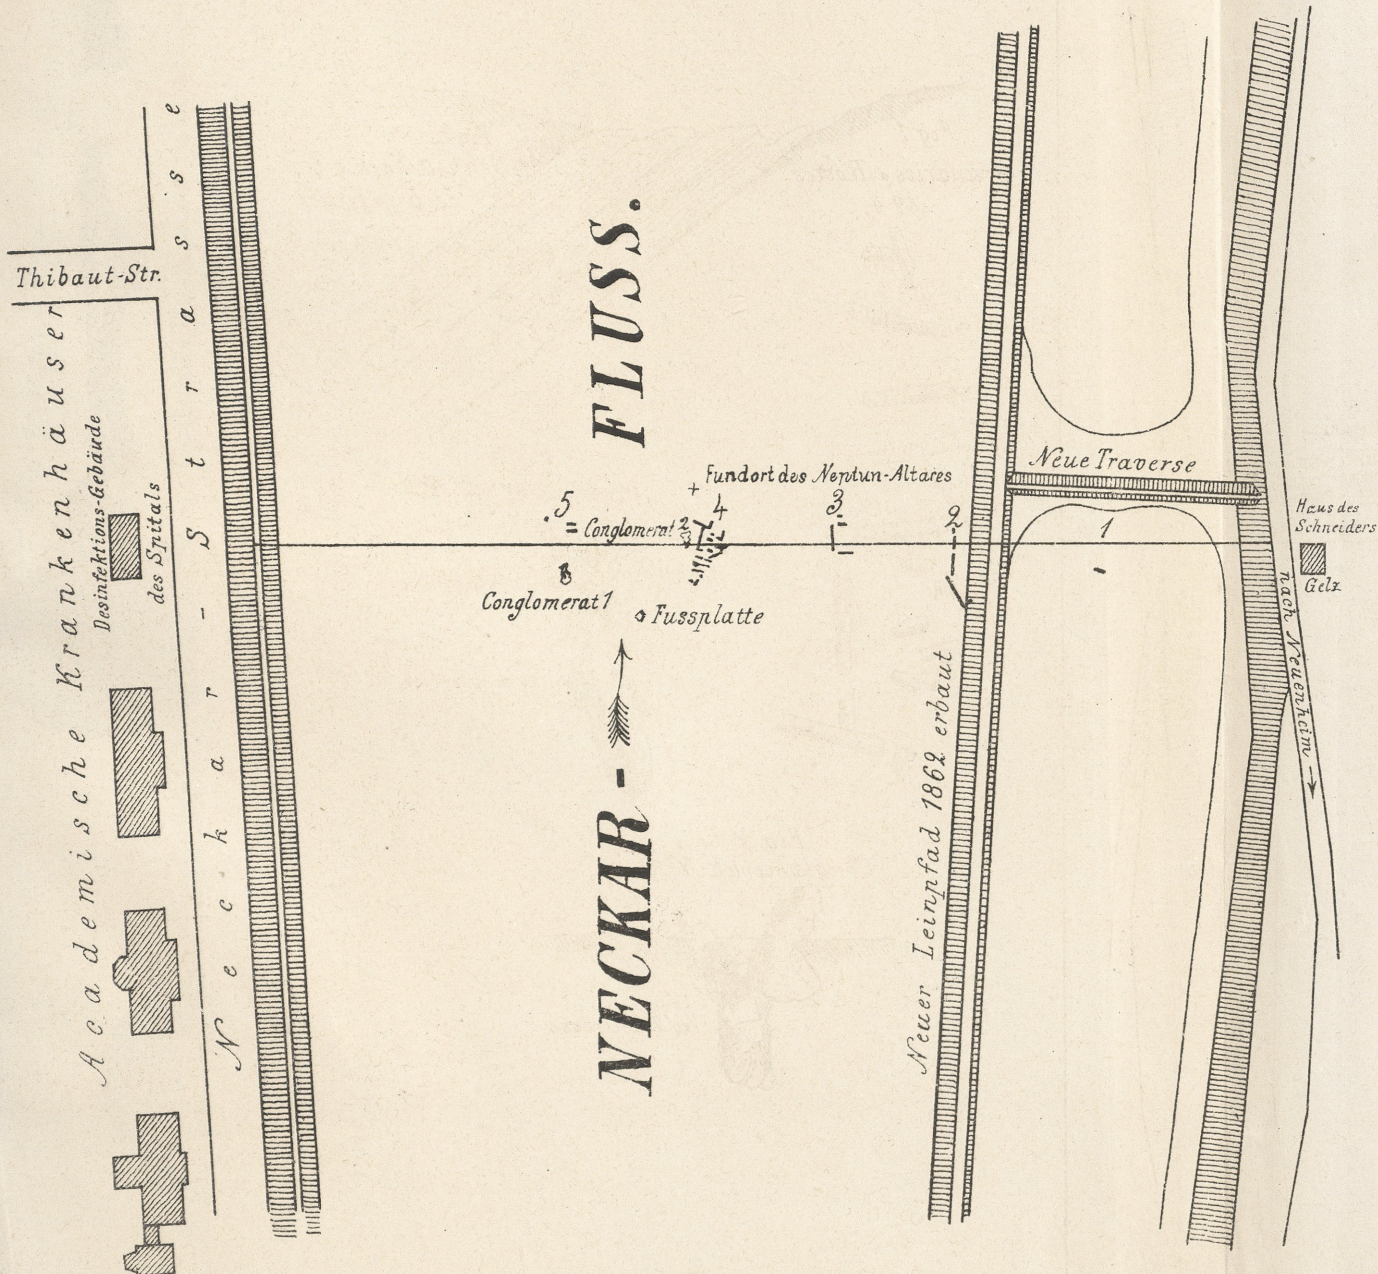 Thibaut-Str.
Academische Krankenhäuser
Desinfektions-Gebäude
des Spitals
Neckar-Strasse
NECKAR-FLUSS.
Fundort des Neptun-Altares
5
Conglomerat 2
4
3
2
1
Conglomerat 1
Fussplatte
Neuer Leinpfad 1862 erbaut
Neue Traverse
Haus des
Schneiders
Gelz
nach Neuenheim